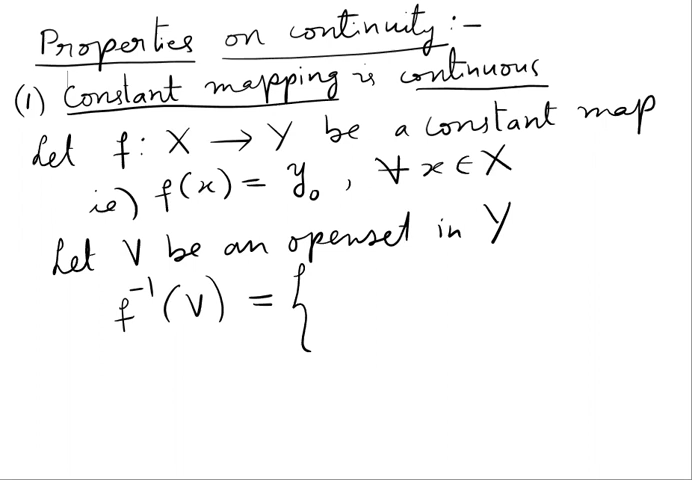 Properties on continuity :-
(1) Constant mapping is continuous
Let f: X → Y be a constant map
ie) f(x) = y₀ , ∀ x ∈ X
Let V be an openset in Y
f⁻¹(V) = {